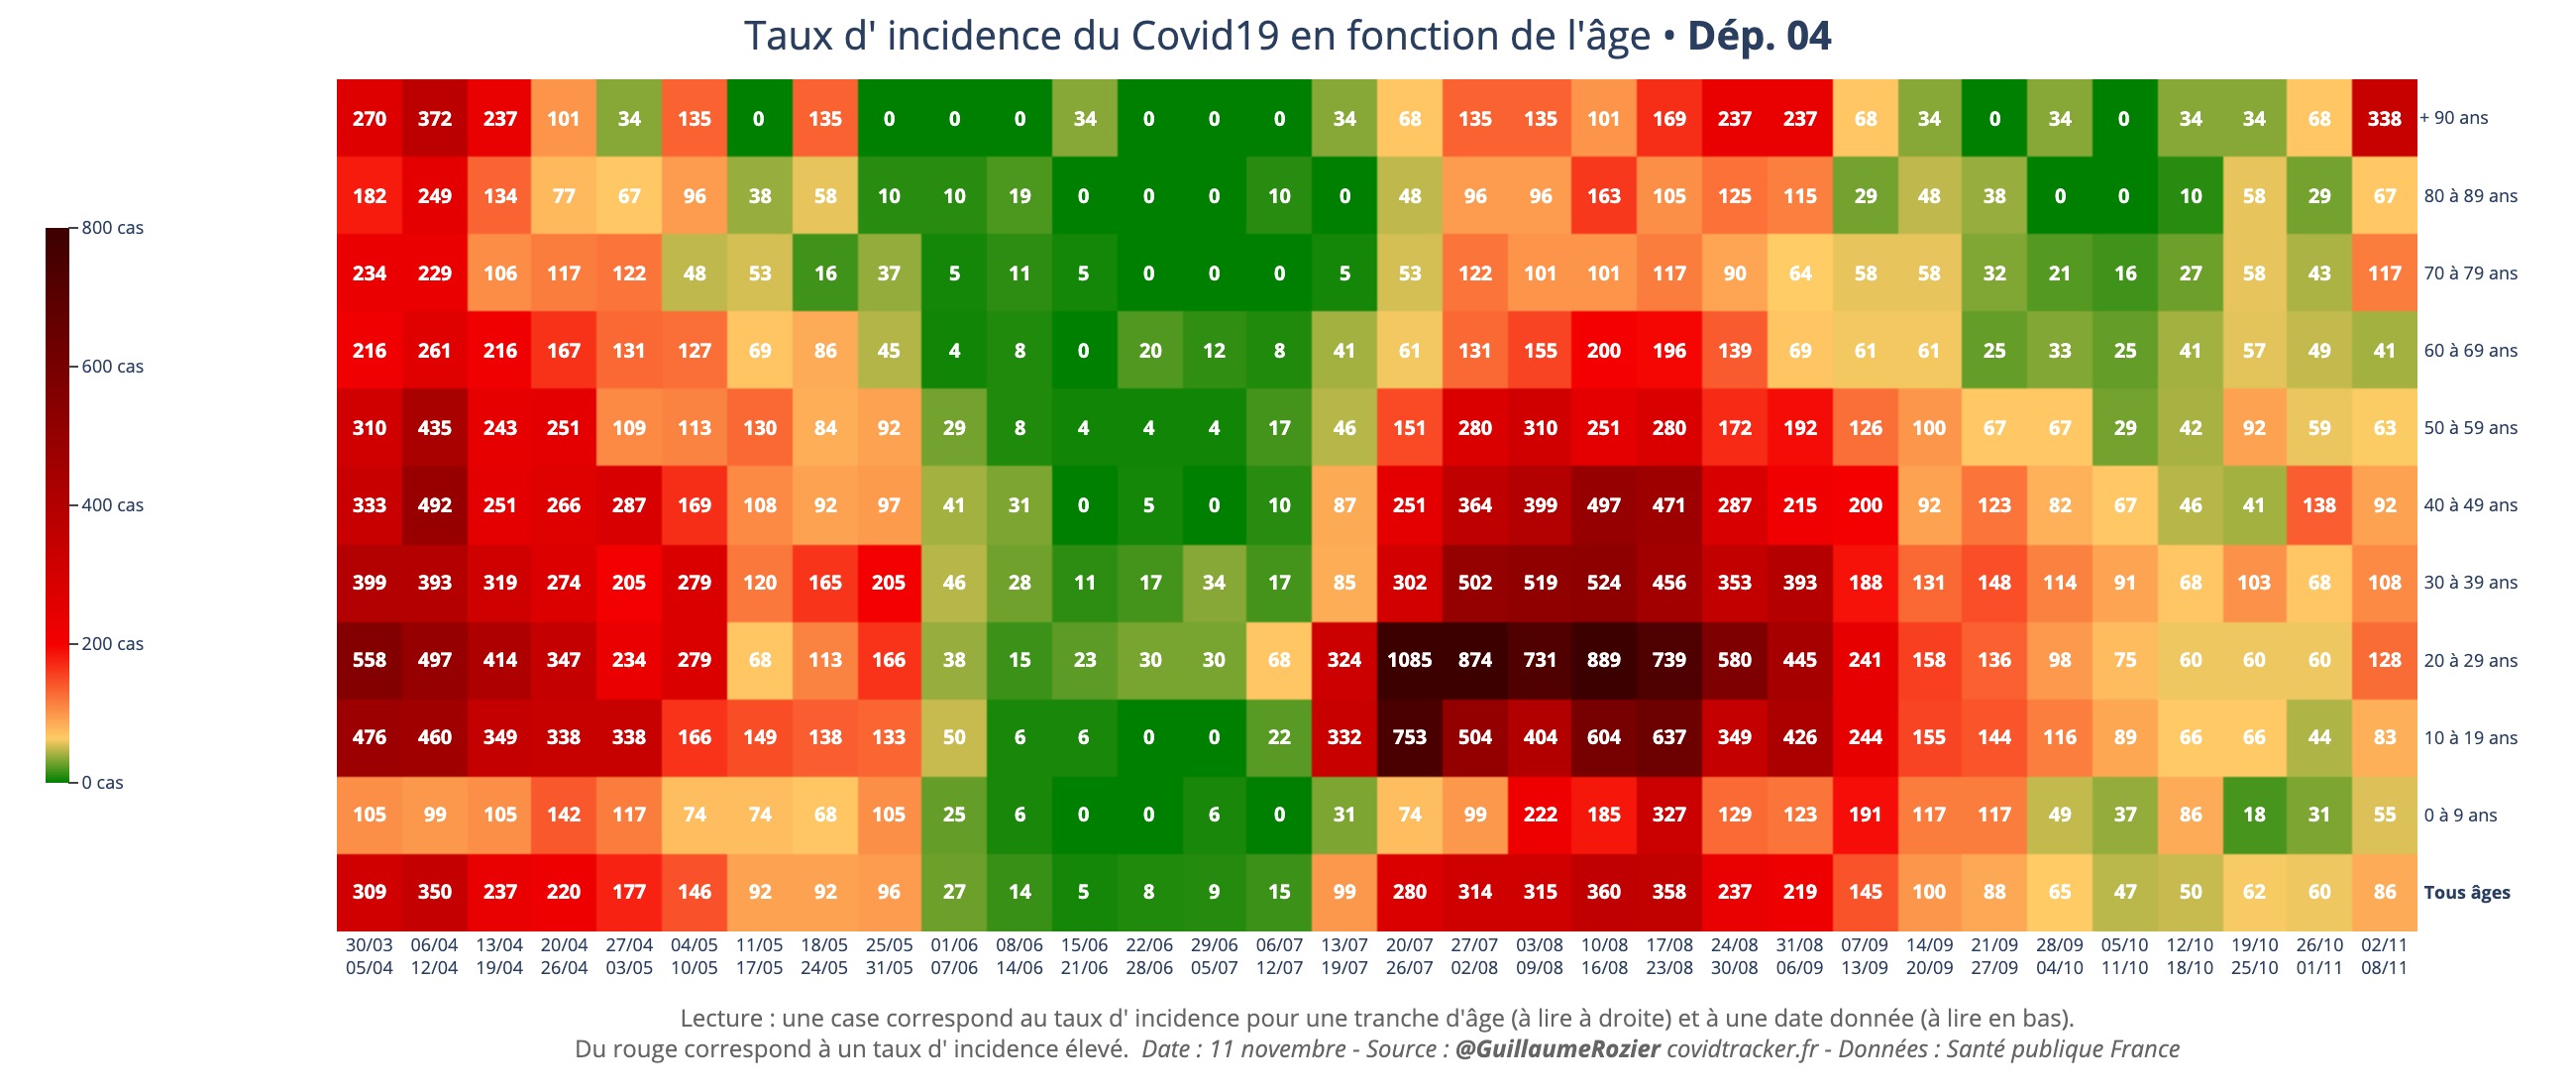 Taux d' incidence du Covid19 en fonction de l'âge • Dép. 04
270 372 237 101 34 135 0 135 0 0 0 34 0 0 0 34 68 135 135 101 169 237 237 68 34 0 34 0 34 34 68 338 + 90 ans
182 249 134 77 67 96 38 58 10 10 19 0 0 0 10 0 48 96 96 163 105 125 115 29 48 38 0 0 10 58 29 67 80 à 89 ans
800 cas
234 229 106 117 122 48 53 16 37 5 11 5 0 0 0 5 53 122 101 101 117 90 64 58 58 32 21 16 27 58 43 117 70 à 79 ans
216 261 216 167 131 127 69 86 45 4 8 0 20 12 8 41 61 131 155 200 196 139 69 61 61 25 33 25 41 57 49 41 60 à 69 ans
600 cas
310 435 243 251 109 113 130 84 92 29 8 4 4 4 17 46 151 280 310 251 280 172 192 126 100 67 67 29 42 92 59 63 50 à 59 ans
400 cas
333 492 251 266 287 169 108 92 97 41 31 0 5 0 10 87 251 364 399 497 471 287 215 200 92 123 82 67 46 41 138 92 40 à 49 ans
399 393 319 274 205 279 120 165 205 46 28 11 17 34 17 85 302 502 519 524 456 353 393 188 131 148 114 91 68 103 68 108 30 à 39 ans
200 cas
558 497 414 347 234 279 68 113 166 38 15 23 30 30 68 324 1085 874 731 889 739 580 445 241 158 136 98 75 60 60 60 128 20 à 29 ans
476 460 349 338 338 166 149 138 133 50 6 6 0 0 22 332 753 504 404 604 637 349 426 244 155 144 116 89 66 66 44 83 10 à 19 ans
0 cas
105 99 105 142 117 74 74 68 105 25 6 0 0 6 0 31 74 99 222 185 327 129 123 191 117 117 49 37 86 18 31 55 0 à 9 ans
309 350 237 220 177 146 92 92 96 27 14 5 8 9 15 99 280 314 315 360 358 237 219 145 100 88 65 47 50 62 60 86 Tous âges
30/03 06/04 13/04 20/04 27/04 04/05 11/05 18/05 25/05 01/06 08/06 15/06 22/06 29/06 06/07 13/07 20/07 27/07 03/08 10/08 17/08 24/08 31/08 07/09 14/09 21/09 28/09 05/10 12/10 19/10 26/10 02/11
05/04 12/04 19/04 26/04 03/05 10/05 17/05 24/05 31/05 07/06 14/06 21/06 28/06 05/07 12/07 19/07 26/07 02/08 09/08 16/08 23/08 30/08 06/09 13/09 20/09 27/09 04/10 11/10 18/10 25/10 01/11 08/11
Lecture : une case correspond au taux d' incidence pour une tranche d'âge (à lire à droite) et à une date donnée (à lire en bas).
Du rouge correspond à un taux d' incidence élevé. Date : 11 novembre - Source : @GuillaumeRozier covidtracker.fr - Données : Santé publique France